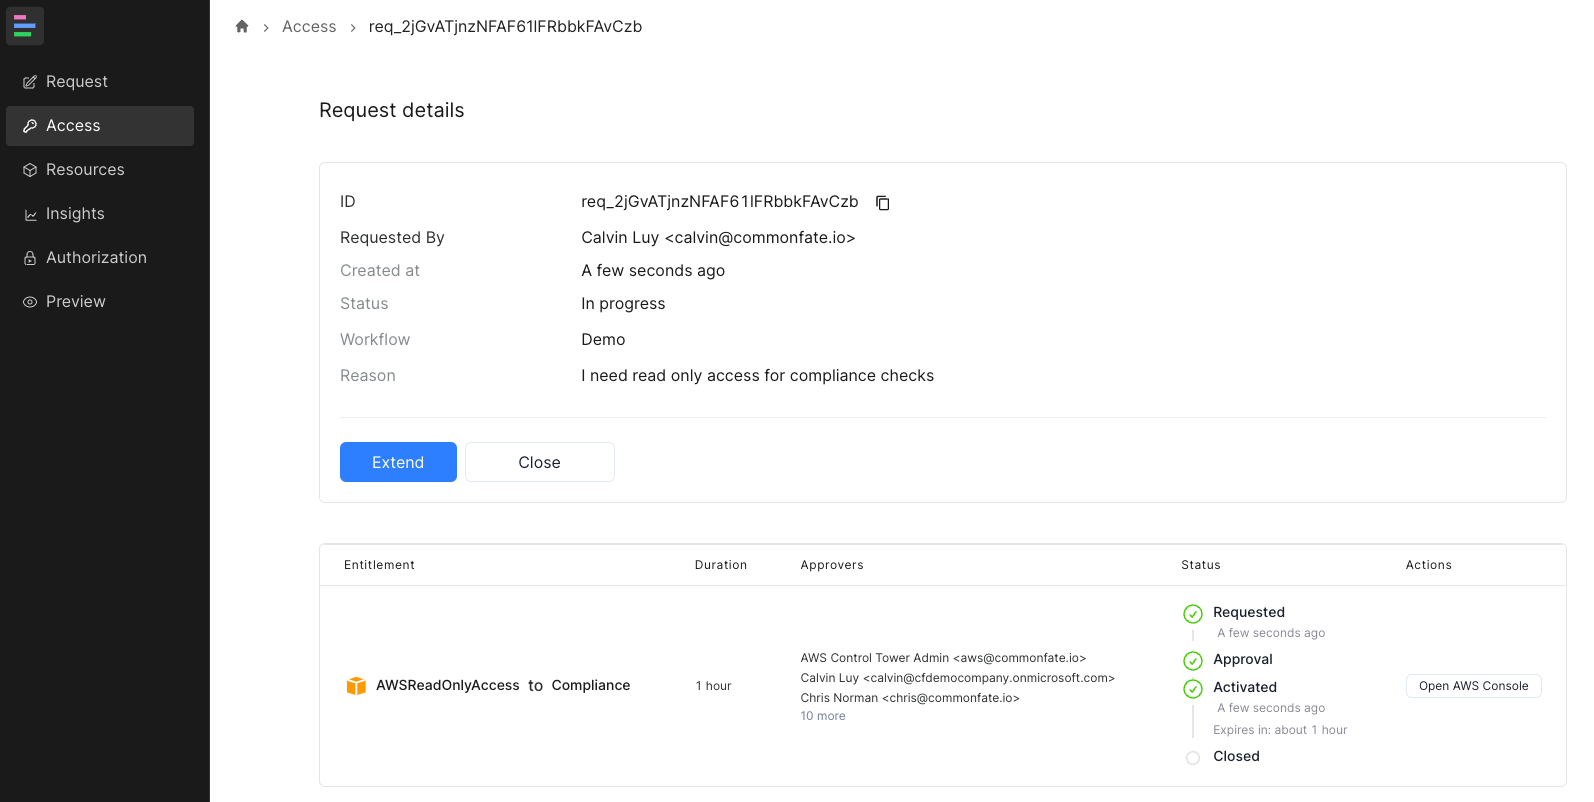 Access
req_2jGvATjnzNFAF61lFRbbkFAvCzb
Request
Access
Resources
Insights
Authorization
Preview
Request details
ID req_2jGvATjnzNFAF61lFRbbkFAvCzb
Requested By Calvin Luy <calvin@commonfate.io>
Created at A few seconds ago
Status In progress
Workflow Demo
Reason I need read only access for compliance checks
Extend Close
Entitlement Duration Approvers Status Actions
AWSReadOnlyAccess to Compliance
1 hour
AWS Control Tower Admin <aws@commonfate.io>
Calvin Luy <calvin@cfdemocompany.onmicrosoft.com>
Chris Norman <chris@commonfate.io>
10 more
Requested
A few seconds ago
Approval
Activated
A few seconds ago
Expires in: about 1 hour
Closed
Open AWS Console